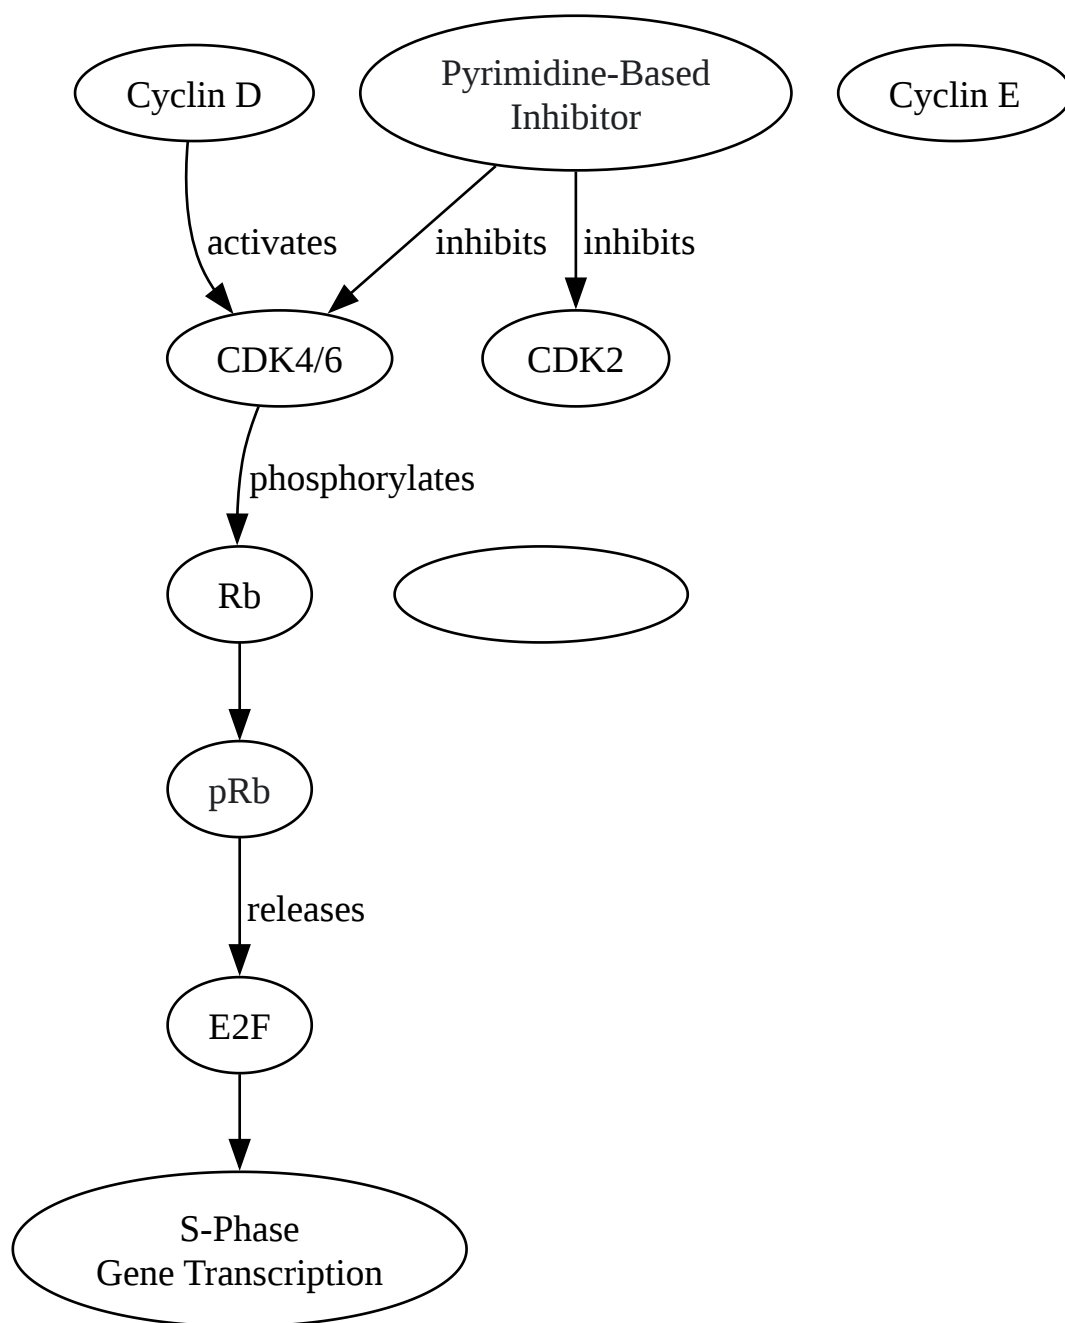 Cyclin D
Pyrimidine-Based
Inhibitor
Cyclin E
activates
inhibits
inhibits
CDK4/6
CDK2
phosphorylates
Rb
pRb
releases
E2F
S-Phase
Gene Transcription